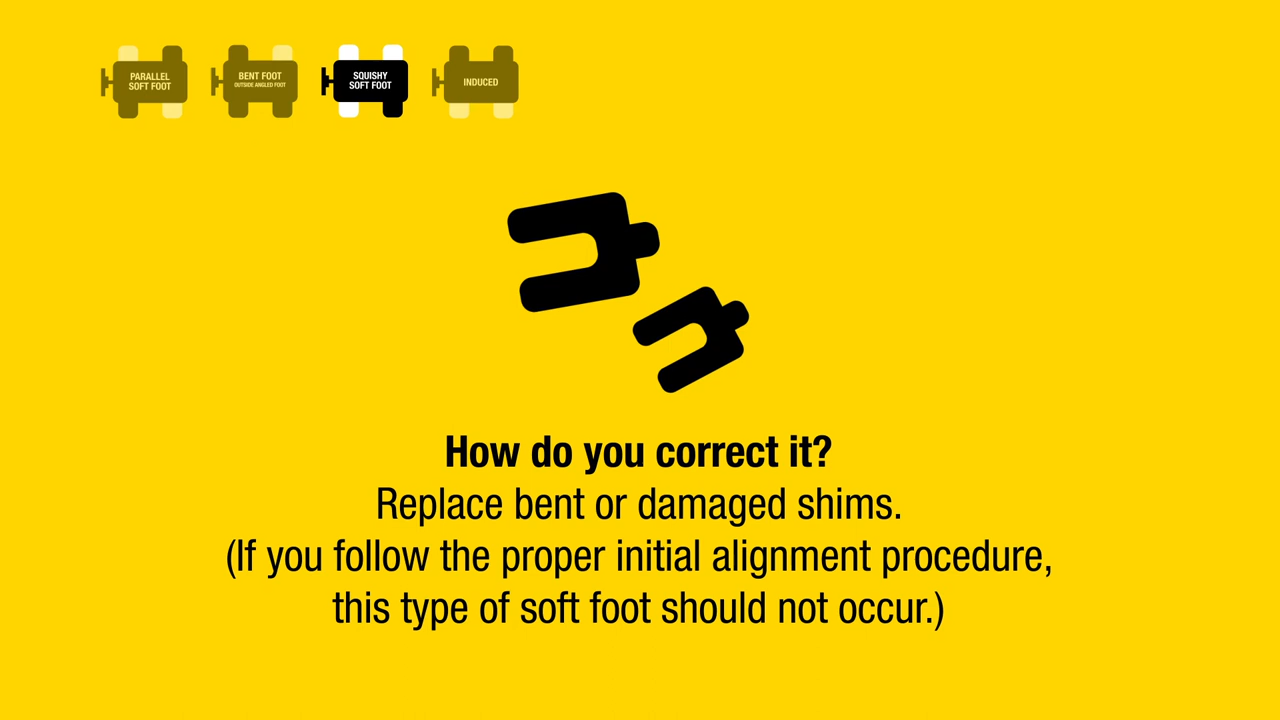 PARALLEL
SOFT FOOT
BENT FOOT
OUTSIDE ANGLED FOOT
SQUISHY
SOFT FOOT
INDUCED
How do you correct it?
Replace bent or damaged shims.
(If you follow the proper initial alignment procedure,
this type of soft foot should not occur.)